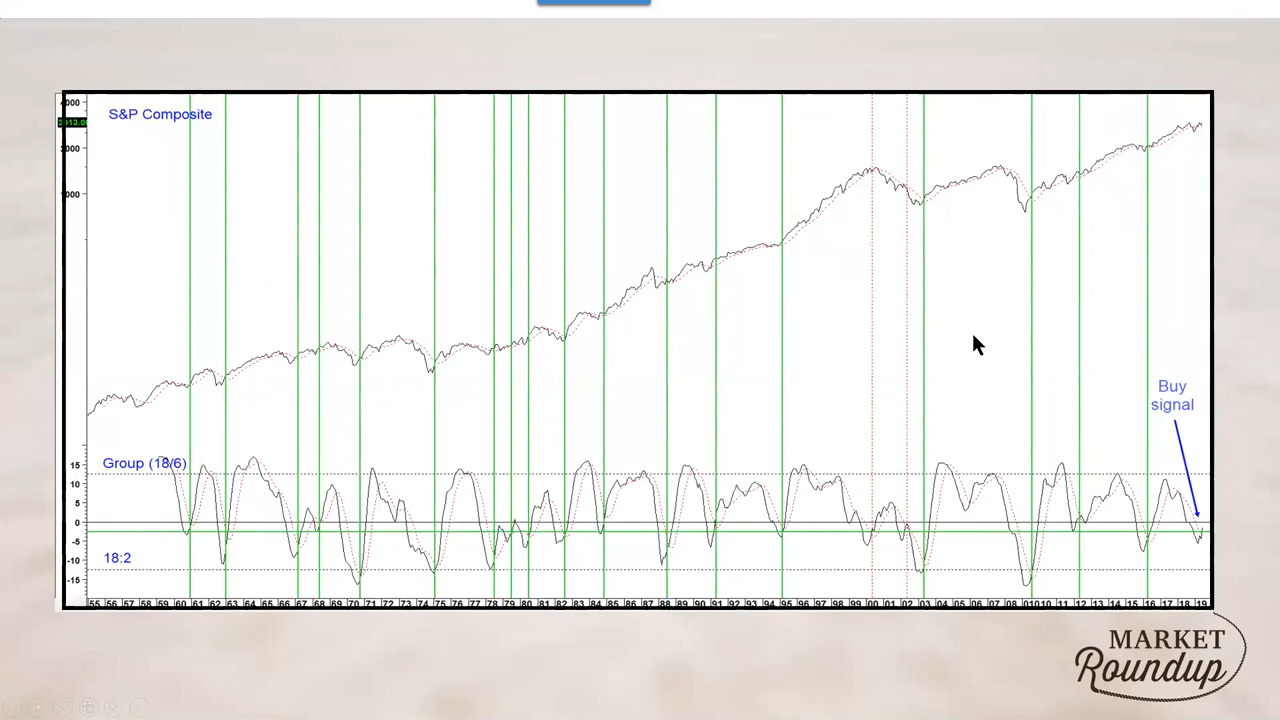 S&P Composite
2000
Buy
signal
Group (18/6)
15
10
5
0
-5
18:2
-10
-15
55 56 57 58 59 60 61 62 63 64 65 66 67 68 69 70 71 72 73 74 75 76 77 78 79 80 81 82 83 84 85 86 87 88 89 90 91 92 93 94 95 96 97 98 99 00 01 02 03 04 05 06 07 08 010 10 11 12 13 14 15 16 17 18 19
MARKET
Roundup